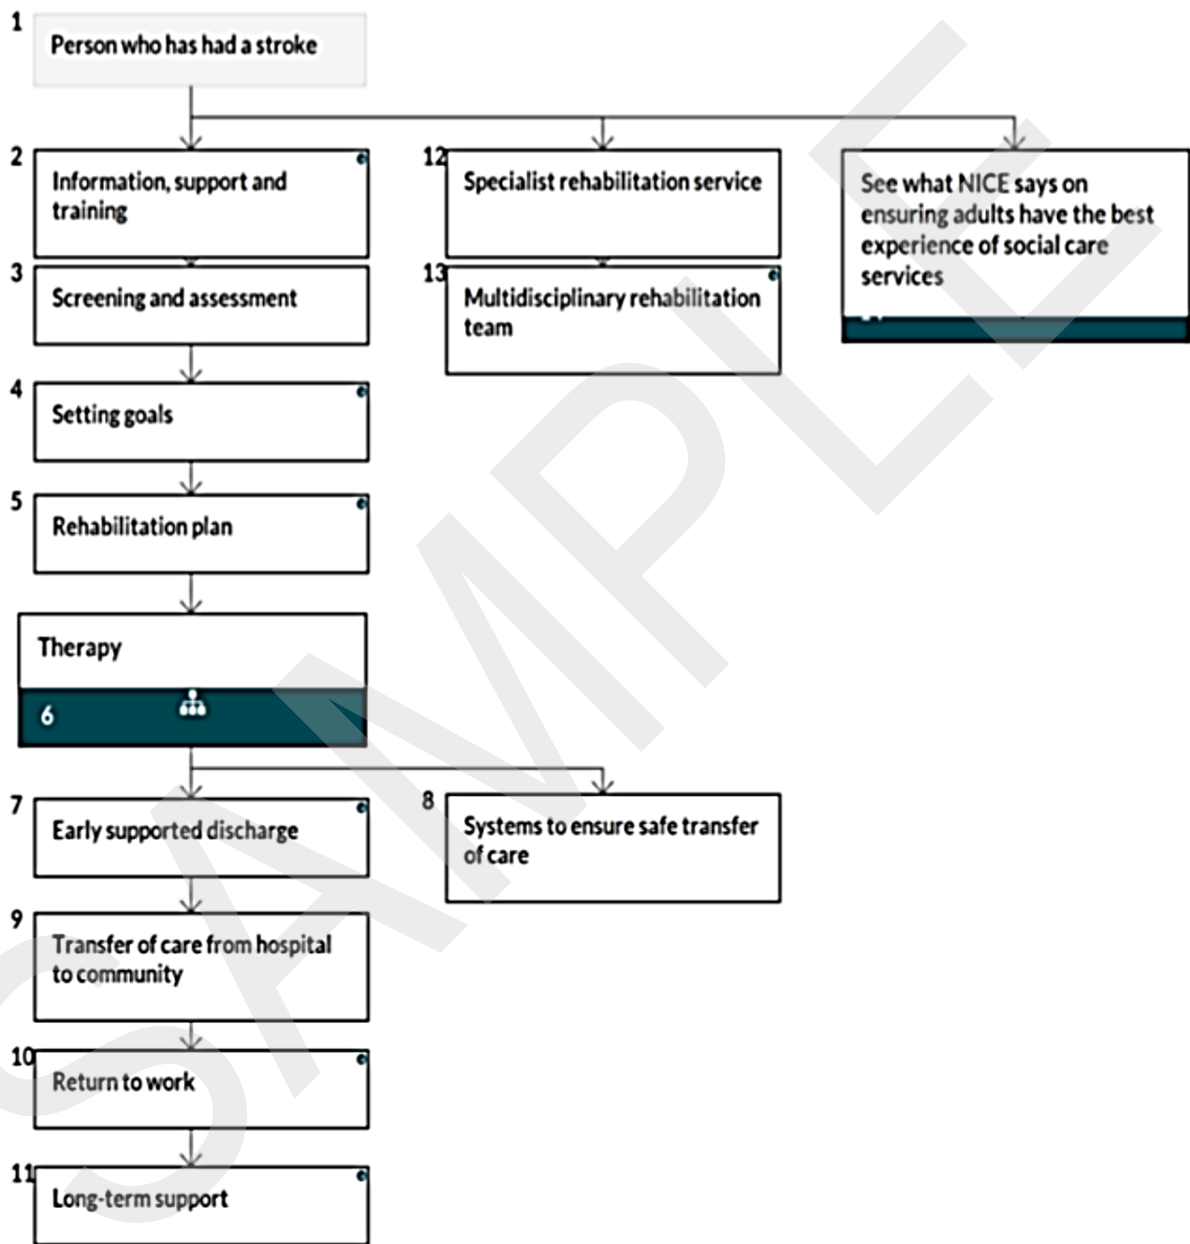 1
Person who has had a stroke
2
Information, support and
training
3
Screening and assessment
4
Setting goals
5
Rehabilitation plan
Therapy
6
7
Early supported discharge
8
Systems to ensure safe transfer
of care
9
Transfer of care from hospital
to community
10
Return to work
11
Long-term support
12
Specialist rehabilitation service
13
Multidisciplinary rehabilitation
team
See what NICE says on
ensuring adults have the best
experience of social care
services
SAMPLE